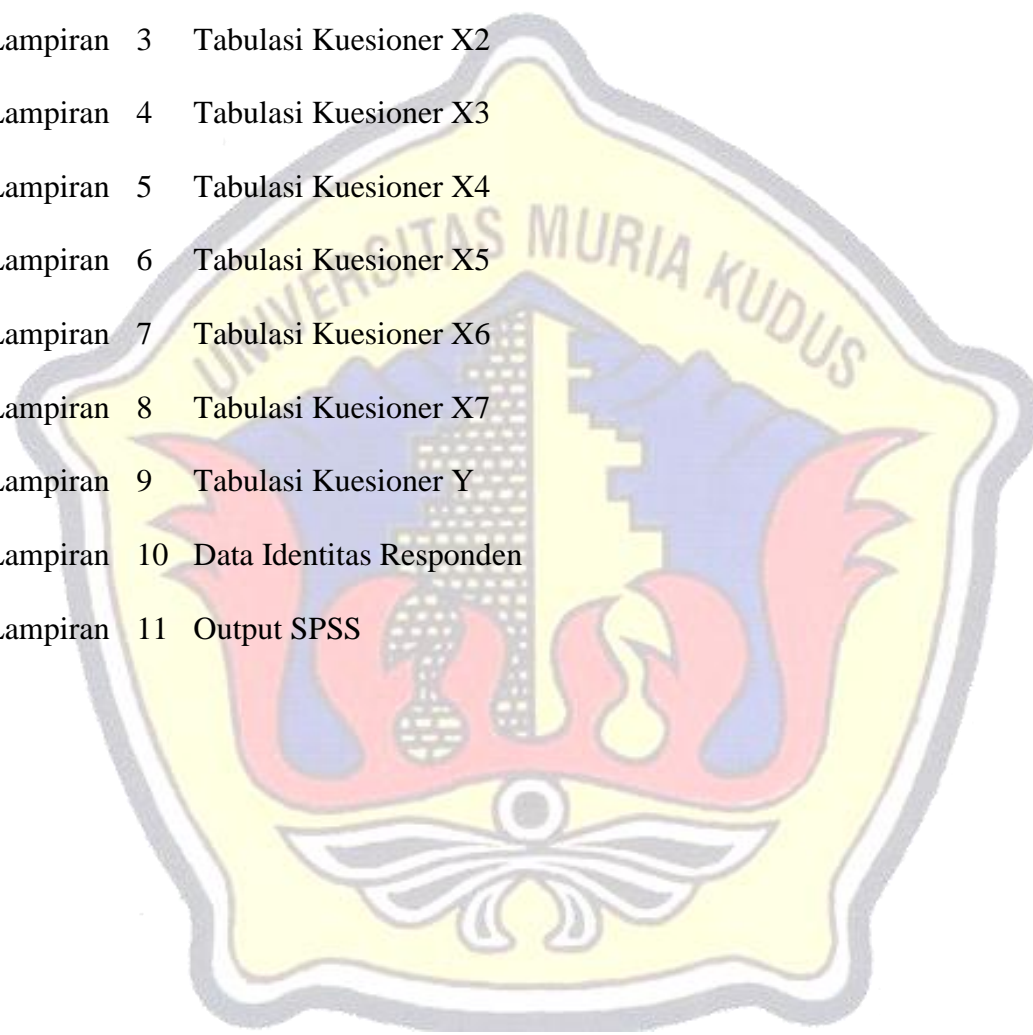 Lampiran 3 Tabulasi Kuesioner X2
Lampiran 4 Tabulasi Kuesioner X3
Lampiran 5 Tabulasi Kuesioner X4
Lampiran 6 Tabulasi Kuesioner X5
Lampiran 7 Tabulasi Kuesioner X6
Lampiran 8 Tabulasi Kuesioner X7
Lampiran 9 Tabulasi Kuesioner Y
Lampiran 10 Data Identitas Responden
Lampiran 11 Output SPSS
UNIVERSITAS MURIA KUDUS